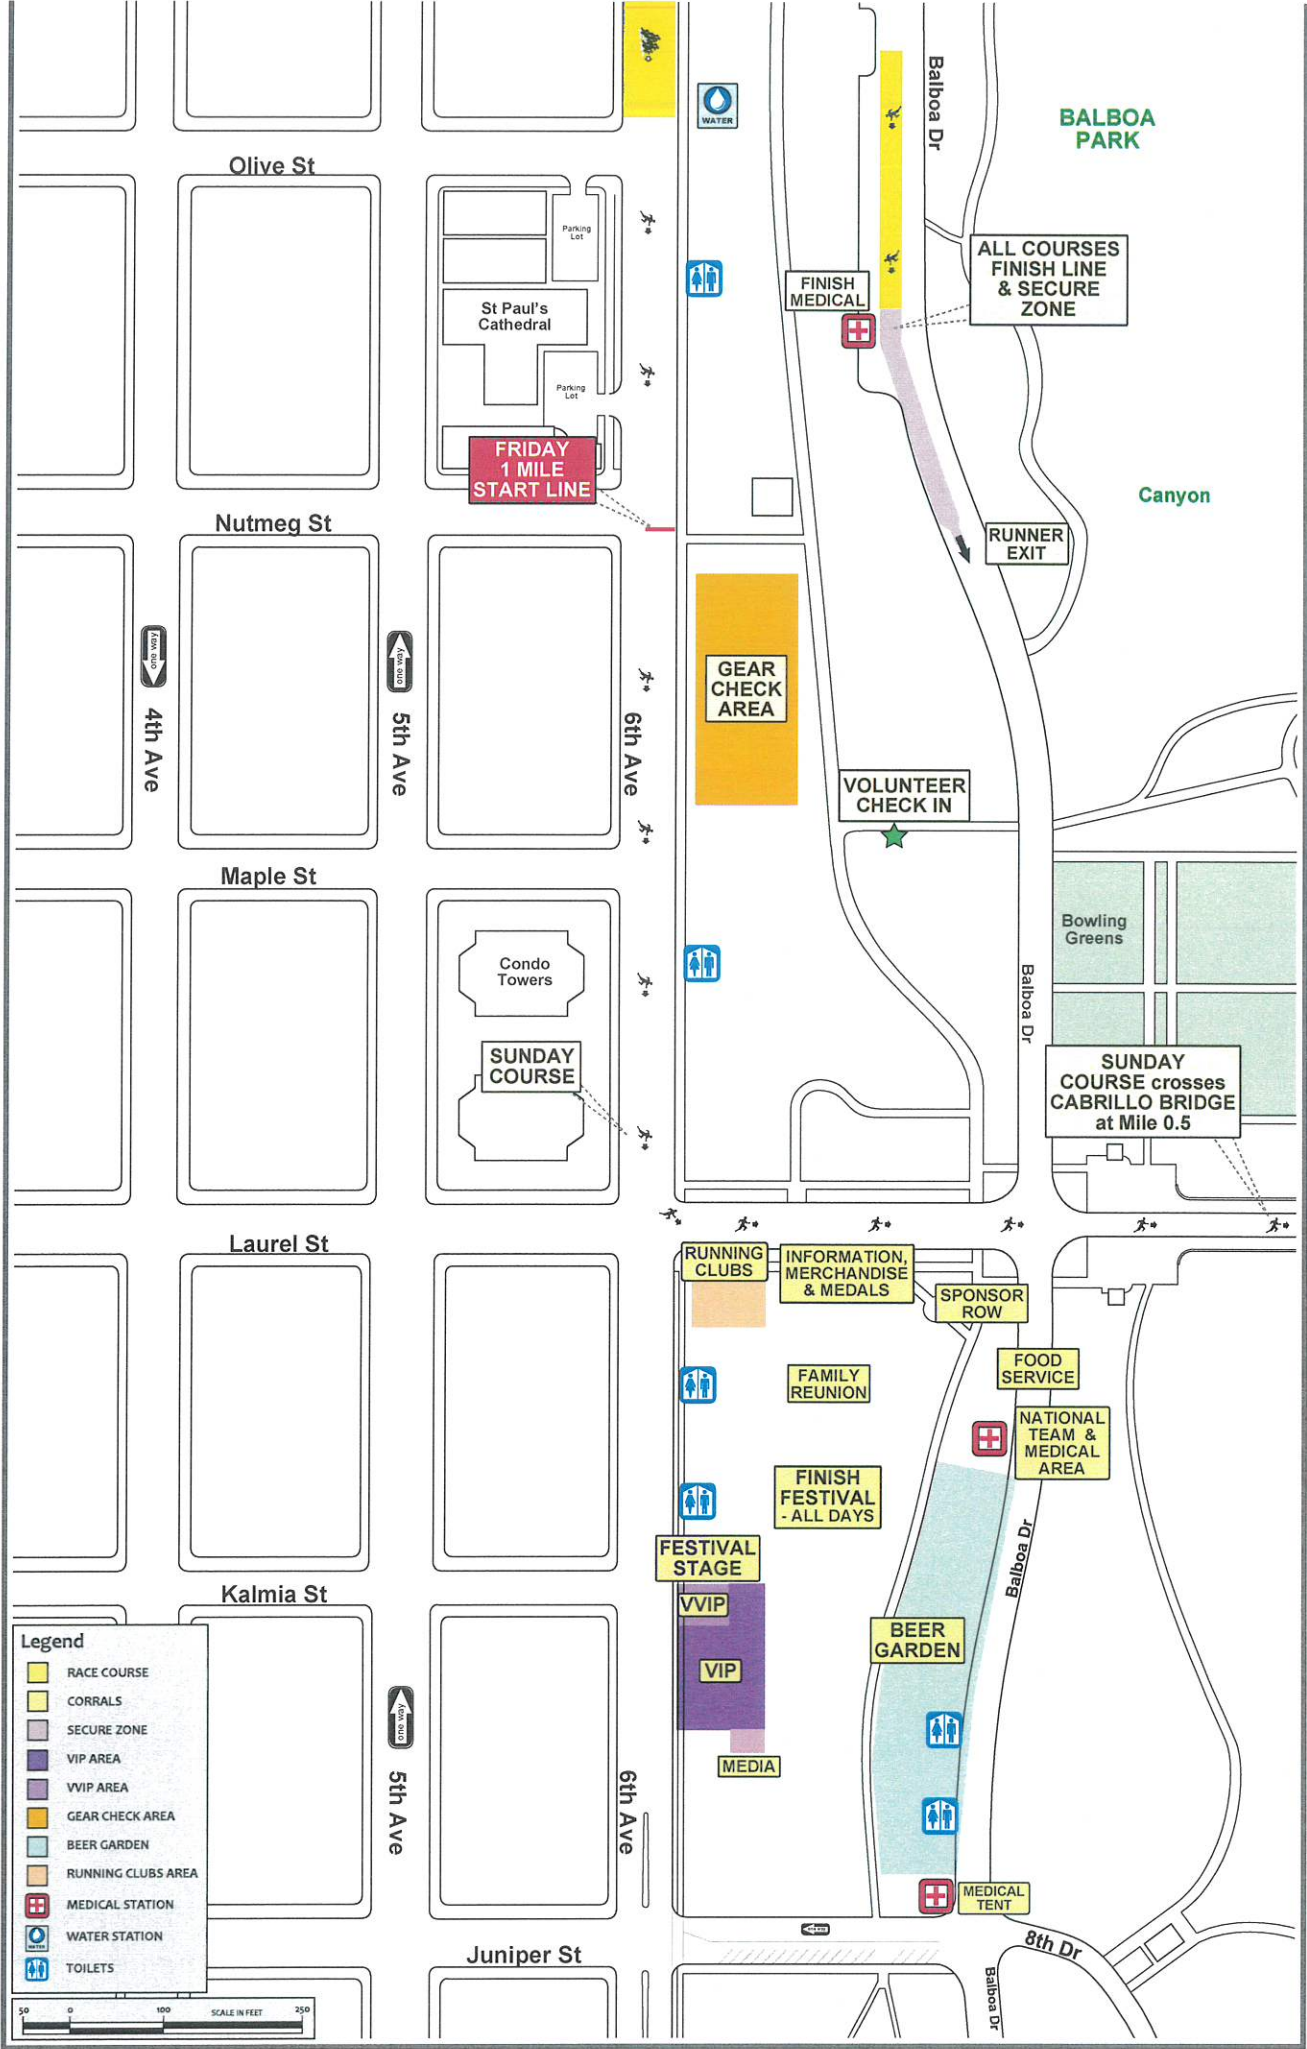 WATER
Balboa Dr
BALBOA
PARK
Olive St
Parking
Lot
St Paul's
Cathedral
Parking
Lot
FINISH
MEDICAL
ALL COURSES
FINISH LINE
& SECURE
ZONE
FRIDAY
1 MILE
START LINE
Canyon
Nutmeg St
RUNNER
EXIT
one way
4th Ave
one way
5th Ave
6th Ave
GEAR
CHECK
AREA
VOLUNTEER
CHECK IN
Maple St
Bowling
Greens
Condo
Towers
Balboa Dr
SUNDAY
COURSE
SUNDAY
COURSE crosses
CABRILLO BRIDGE
at Mile 0.5
Laurel St
RUNNING
CLUBS
INFORMATION,
MERCHANDISE
& MEDALS
SPONSOR
ROW
FOOD
SERVICE
FAMILY
REUNION
NATIONAL
TEAM &
MEDICAL
AREA
FINISH
FESTIVAL
- ALL DAYS
FESTIVAL
STAGE
Balboa Dr
Kalmia St
VVIP
BEER
GARDEN
VIP
MEDIA
one way
5th Ave
6th Ave
MEDICAL
TENT
8th Dr
Juniper St
Balboa Dr
Legend
RACE COURSE
CORRALS
SECURE ZONE
VIP AREA
VVIP AREA
GEAR CHECK AREA
BEER GARDEN
RUNNING CLUBS AREA
MEDICAL STATION
WATER
WATER STATION
TOILETS
50 0 100 SCALE IN FEET 250